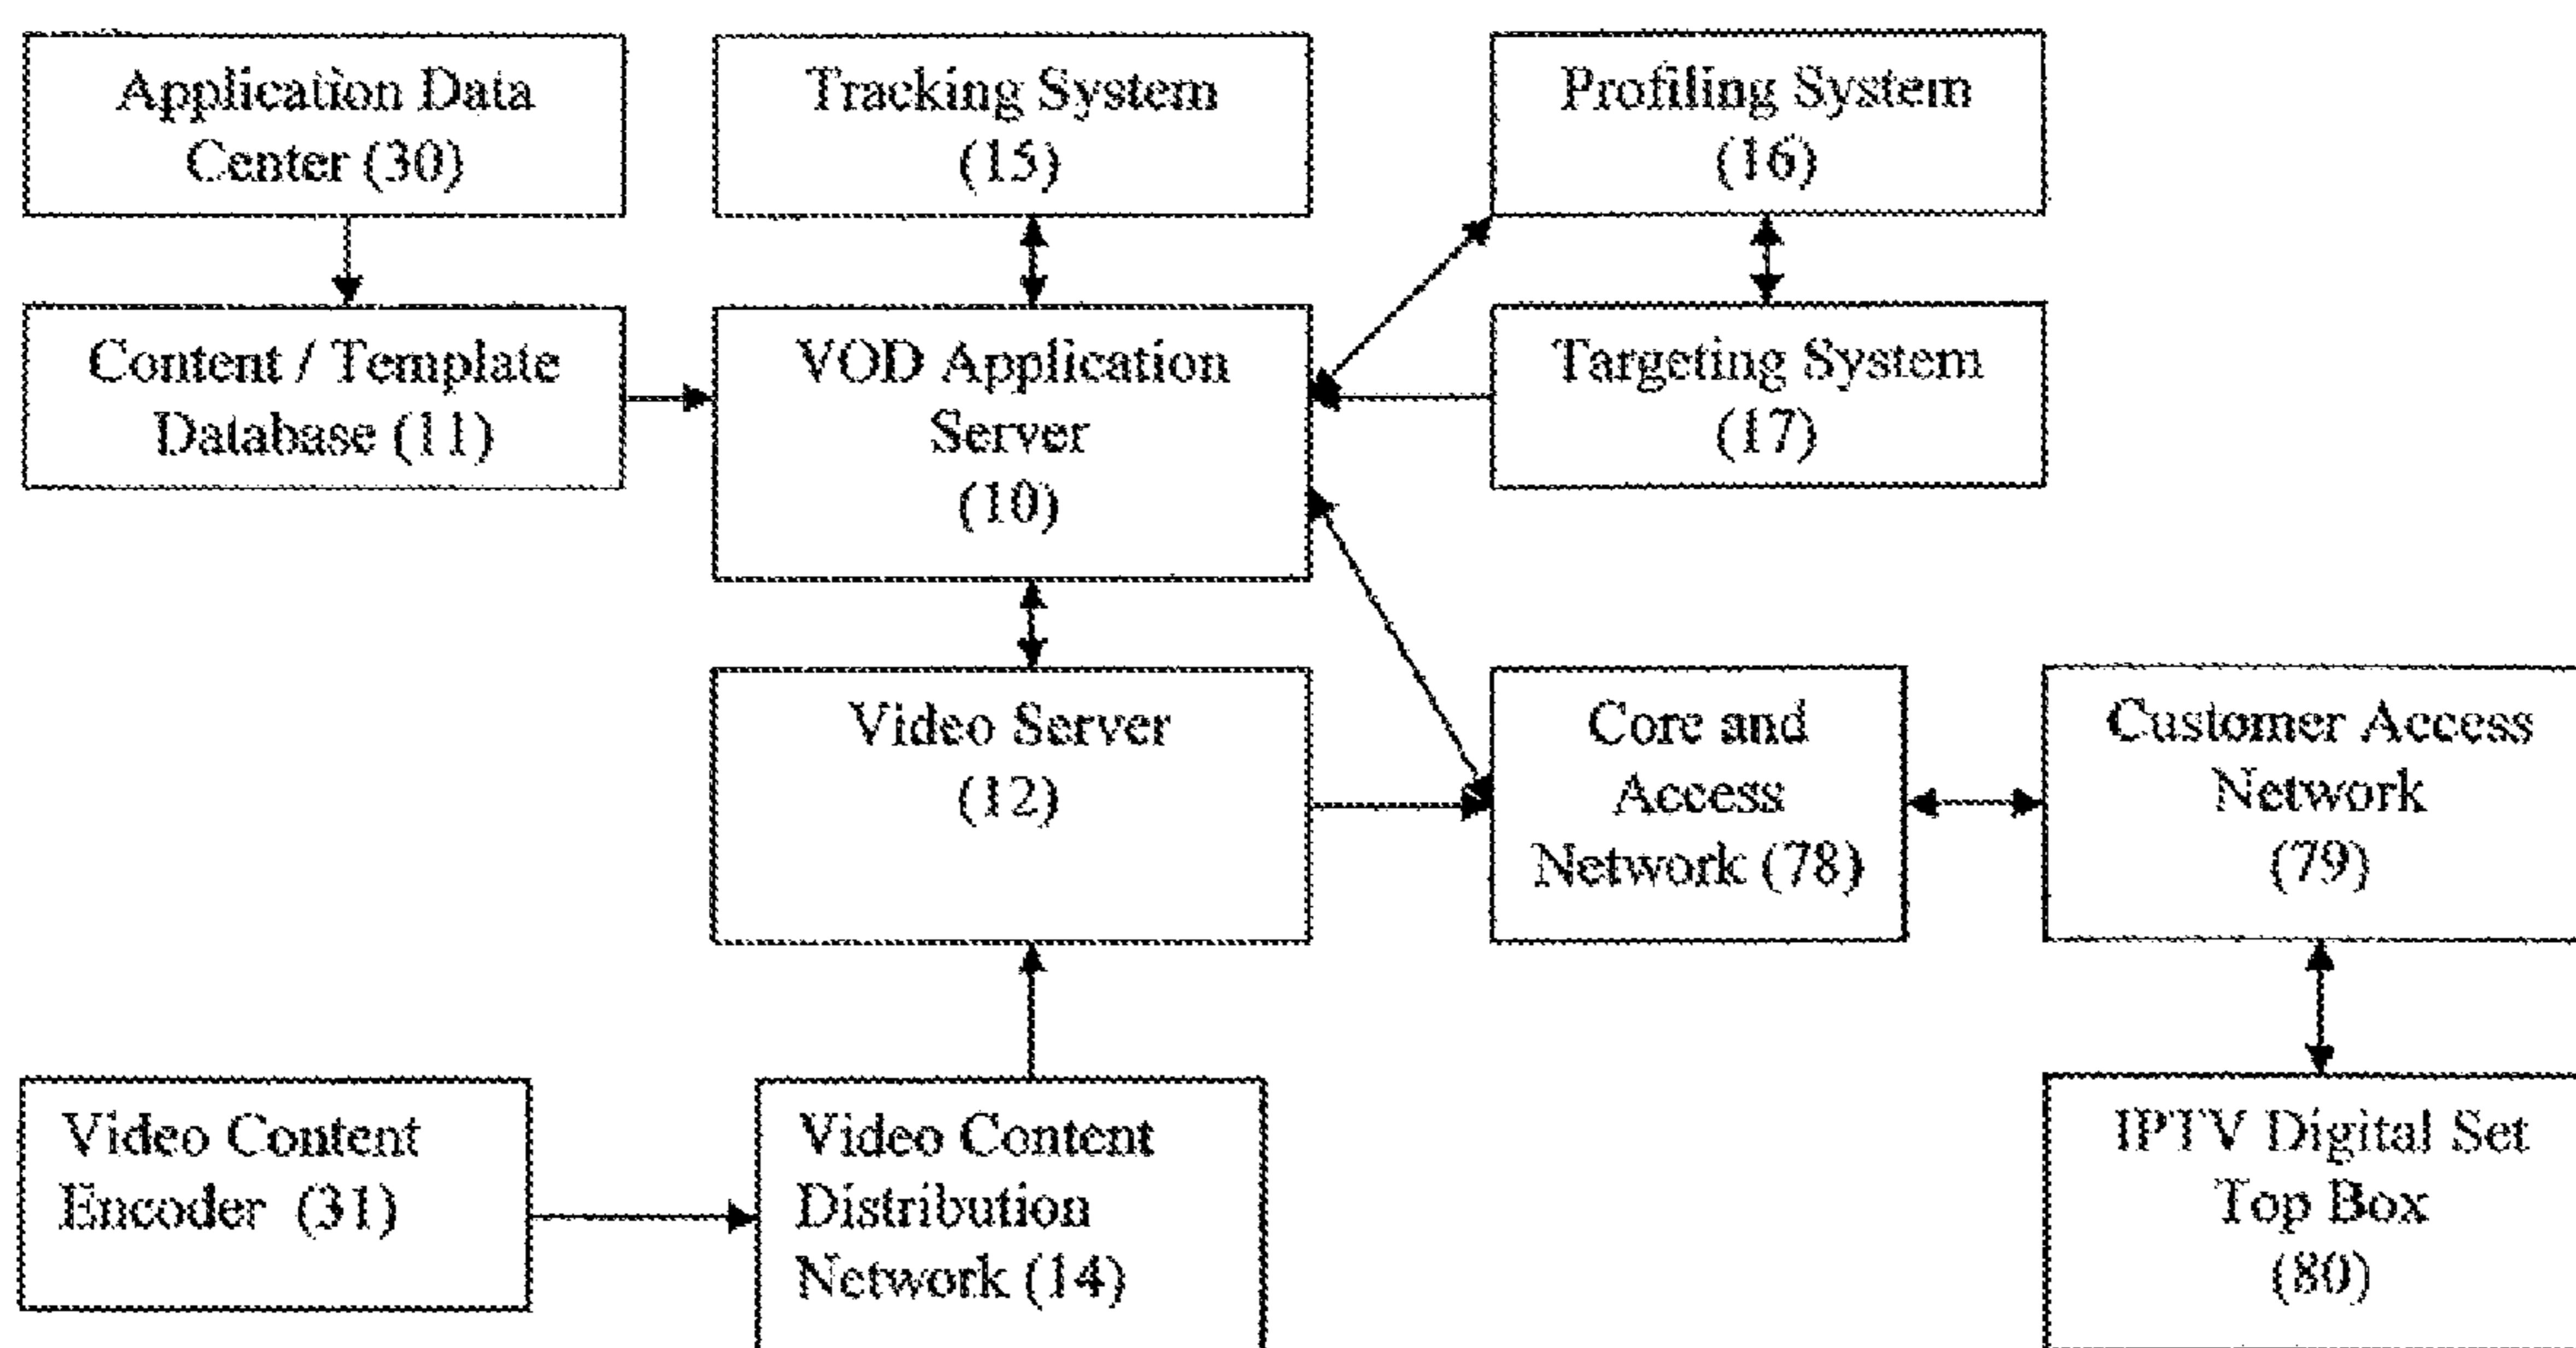 Application Data
Center (30)
Tracking System
(15)
Profiling System
(16)
Content / Template
Database (11)
VOD Application
Server
(10)
Targeting System
(17)
Video Server
(12)
Core and
Access
Network (78)
Customer Access
Network
(79)
Video Content
Encoder (31)
Video Content
Distribution
Network (14)
IPTV Digital Set
Top Box
(80)